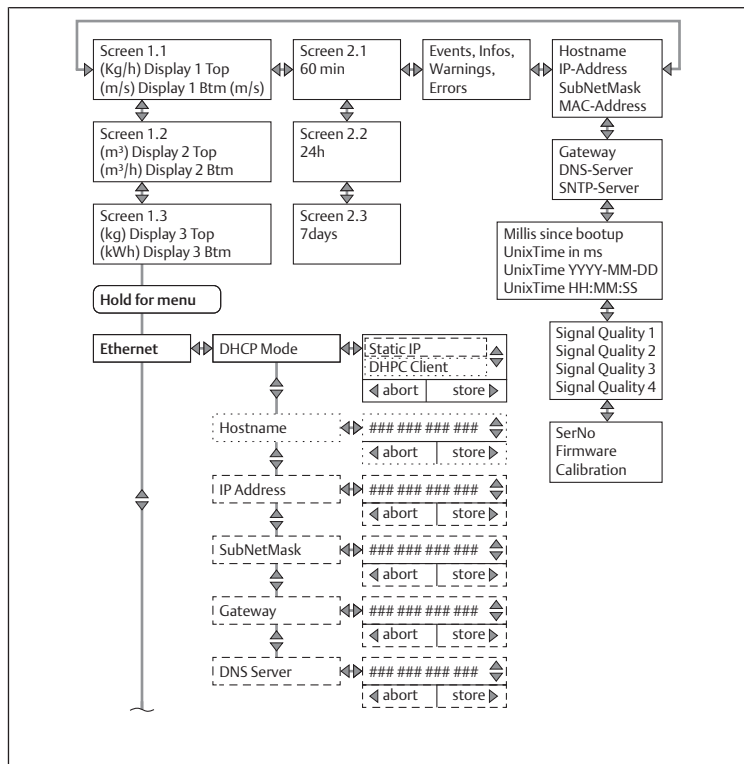 Screen 1.1
(Kg/h) Display 1 Top
(m/s) Display 1 Btm (m/s)
Screen 2.1
60 min
Events, Infos,
Warnings,
Errors
Hostname
IP-Address
SubNetMask
MAC-Address
Screen 1.2
(m³) Display 2 Top
(m³/h) Display 2 Btm
Screen 2.2
24h
Gateway
DNS-Server
SNTP-Server
Screen 1.3
(kg) Display 3 Top
(kWh) Display 3 Btm
Screen 2.3
7days
Millis since bootup
UnixTime in ms
UnixTime YYYY-MM-DD
UnixTime HH:MM:SS
Hold for menu
Signal Quality 1
Signal Quality 2
Signal Quality 3
Signal Quality 4
Ethernet
DHCP Mode
Static IP
DHPC Client
abort
store
SerNo
Firmware
Calibration
Hostname
### ### ### ###
abort
store
IP Address
### ### ### ###
abort
store
SubNetMask
### ### ### ###
abort
store
Gateway
### ### ### ###
abort
store
DNS Server
### ### ### ###
abort
store